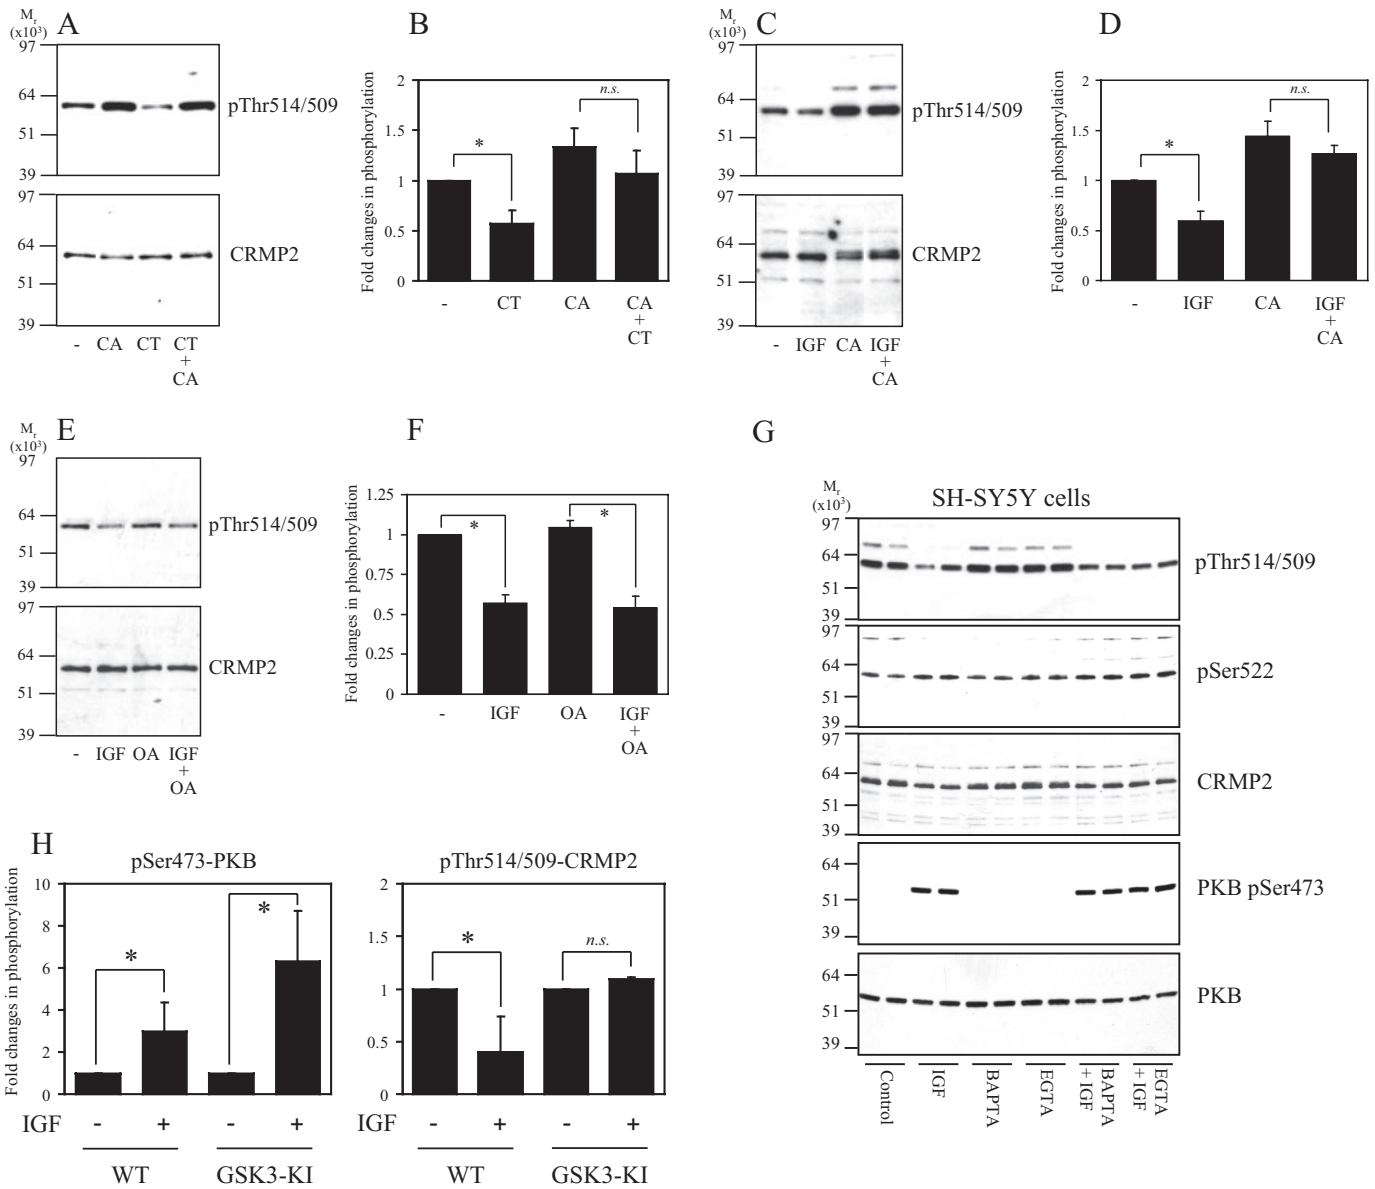 A
Mr
(x10³)
97
64
51
39
pThr514/509
97
64
51
39
CRMP2
- CA CT CT + CA
B
Fold changes in phosphorylation
2
1.5
1
0.5
0
*
n.s.
- CT CA CA + CT
C
Mr
(x10³)
97
64
51
39
pThr514/509
97
64
51
39
CRMP2
- IGF CA IGF + CA
D
Fold changes in phosphorylation
2
1.5
1
0.5
0
*
n.s.
- IGF CA IGF + CA
E
Mr
(x10³)
97
64
51
39
pThr514/509
97
64
51
39
CRMP2
- IGF OA IGF + OA
F
Fold changes in phosphorylation
1.25
1
0.75
0.5
0.25
0
*
*
- IGF OA IGF + OA
G
SH-SY5Y cells
Mr
(x10³)
97
64
51
39
pThr514/509
97
64
51
39
pSer522
97
64
51
39
CRMP2
64
51
39
PKB pSer473
64
51
39
PKB
Control
IGF
BAPTA
EGTA
BAPTA + IGF
EGTA + IGF
H
pSer473-PKB
Fold changes in phosphorylation
10
8
6
4
2
0
*
*
IGF - + - +
WT GSK3-KI
pThr514/509-CRMP2
2
1.5
1
0.5
0
*
n.s.
IGF - + - +
WT GSK3-KI